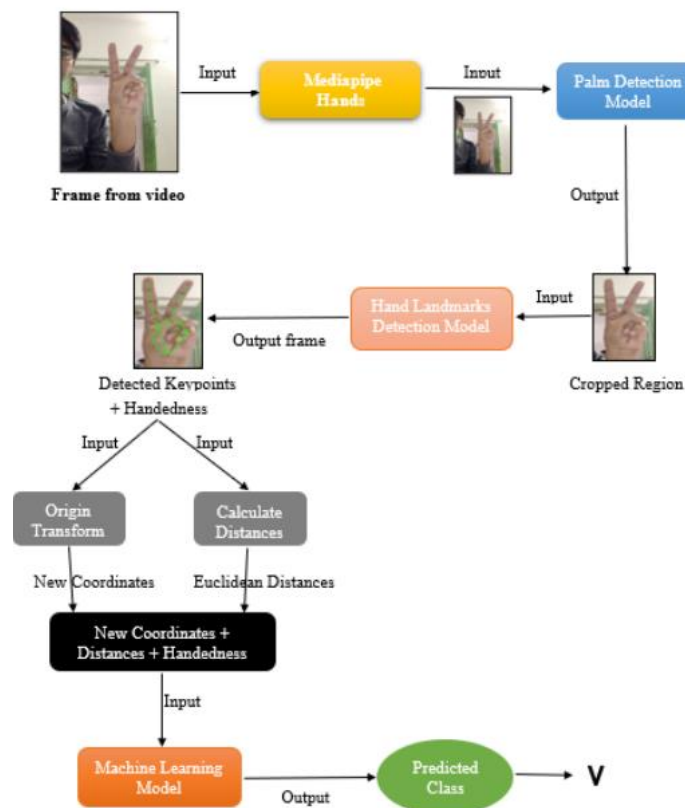 Input
Mediapipe
Hands
Input
Palm Detection
Model
Frame from video
Output
Hand Landmarks
Detection Model
Input
Output frame
Detected Keypoints
+ Handedness
Cropped Region
Input
Input
Origin
Transform
Calculate
Distances
New Coordinates
Euclidean Distances
New Coordinates +
Distances + Handedness
Input
Machine Learning
Model
Output
Predicted
Class
V